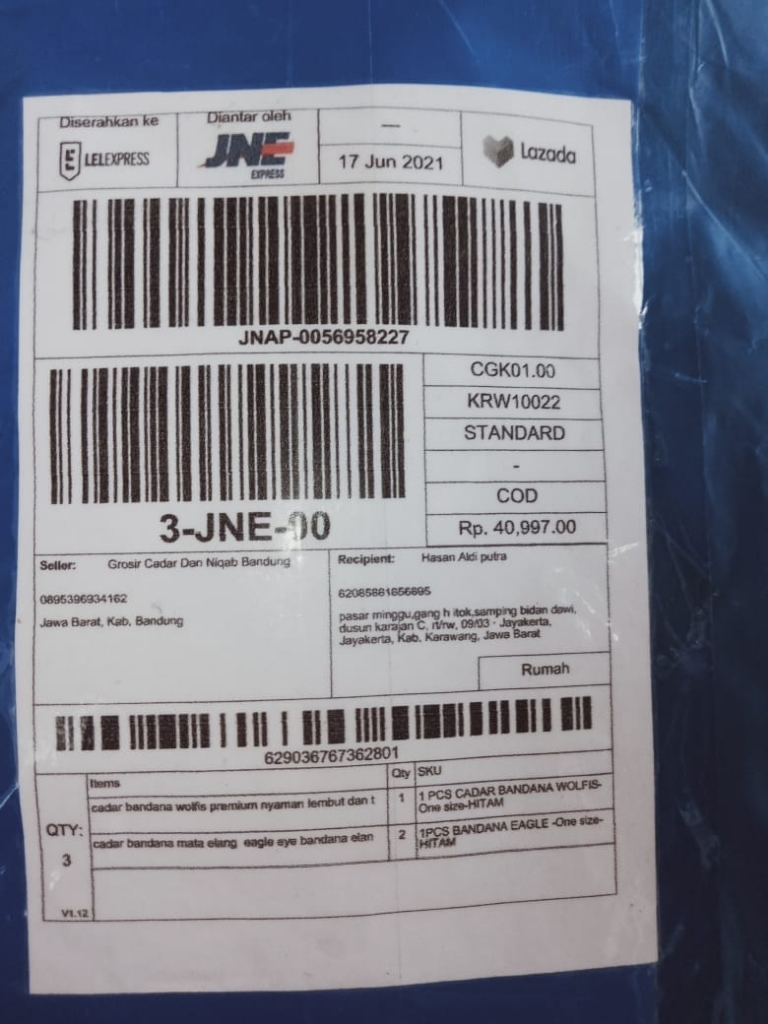 Diserahkan ke
LELEXPRESS
Diantar oleh
JNE
EXPRESS
—
17 Jun 2021
Lazada
JNAP-0056958227
3-JNE-00
CGK01.00
KRW10022
STANDARD
-
COD
Rp. 40,997.00
Seller: Grosir Cadar Dan Niqab Bandung
0895396934162
Jawa Barat, Kab. Bandung
Recipient: Hasan Aldi putra
62085881656895
pasar minggu,gang h itok,samping bidan dewi,
dusun karajan C, rt/rw, 09/03 - Jayakerta,
Jayakerta, Kab. Karawang, Jawa Barat
Rumah
629036767362801
Items Qty SKU
QTY:
3
cadar bandana wolfis premium nyaman lembut dan t 1 1 PCS CADAR BANDANA WOLFIS-
One size-HITAM
cadar bandana mata elang eagle eye bandana elan 2 1PCS BANDANA EAGLE -One size-
HITAM
V1.12